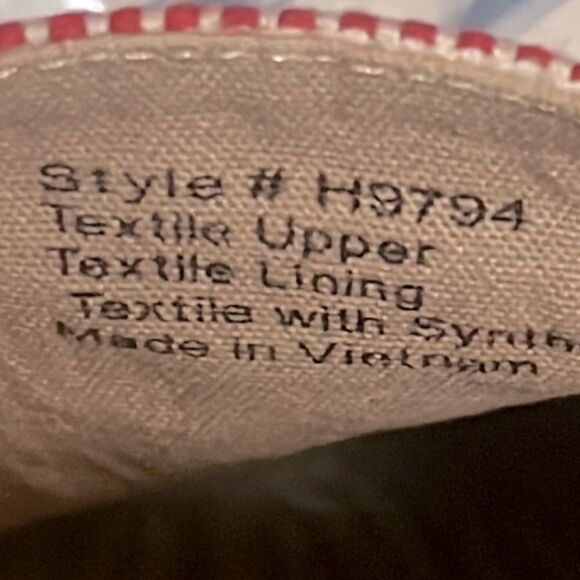 Style # H9794
Textile Upper
Textile Lining
Textile with Synth
Made in Vietnam